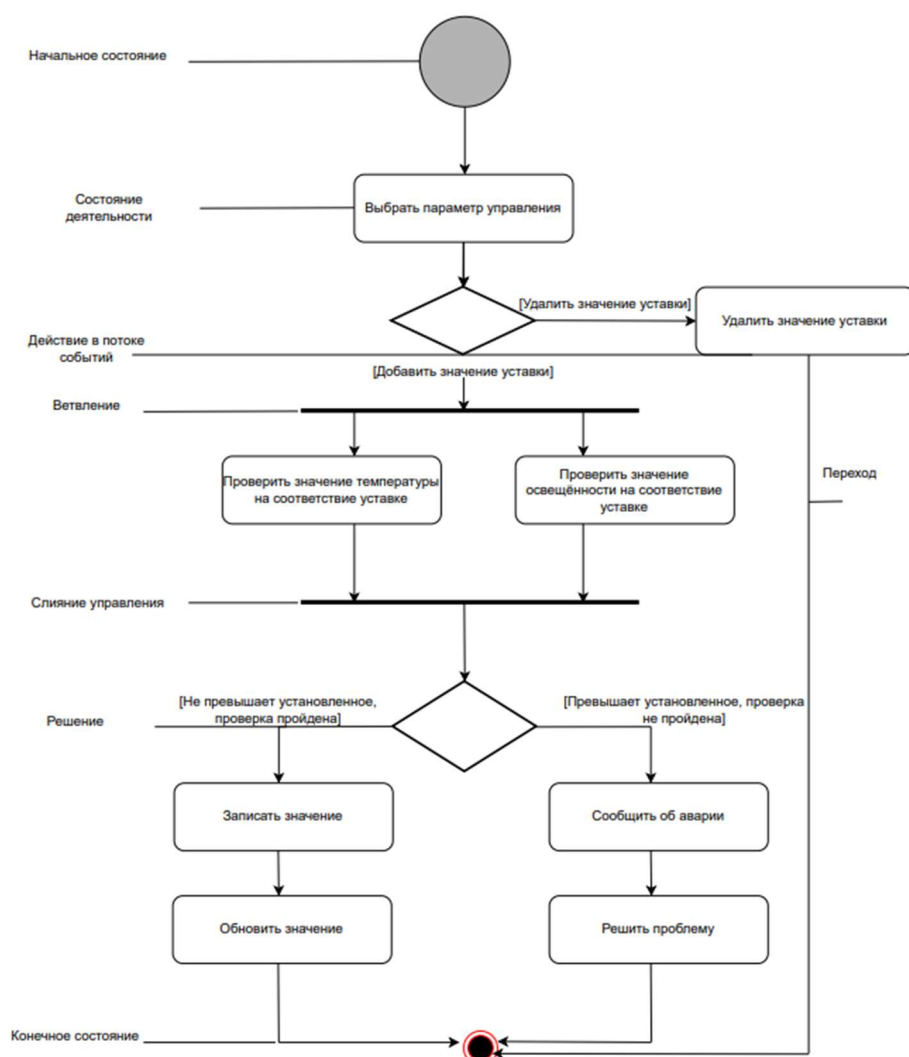 Начальное состояние
Состояние
деятельности
Выбрать параметр управления
[Удалить значение уставки]
Удалить значение уставки
Действие в потоке
событий
[Добавить значение уставки]
Ветвление
Проверить значение температуры
на соответствие уставке
Проверить значение
освещённости на соответствие
уставке
Переход
Слияние управления
[Не превышает установленное,
проверка пройдена]
[Превышает установленное, проверка
не пройдена]
Решение
Записать значение
Сообщить об аварии
Обновить значение
Решить проблему
Конечное состояние